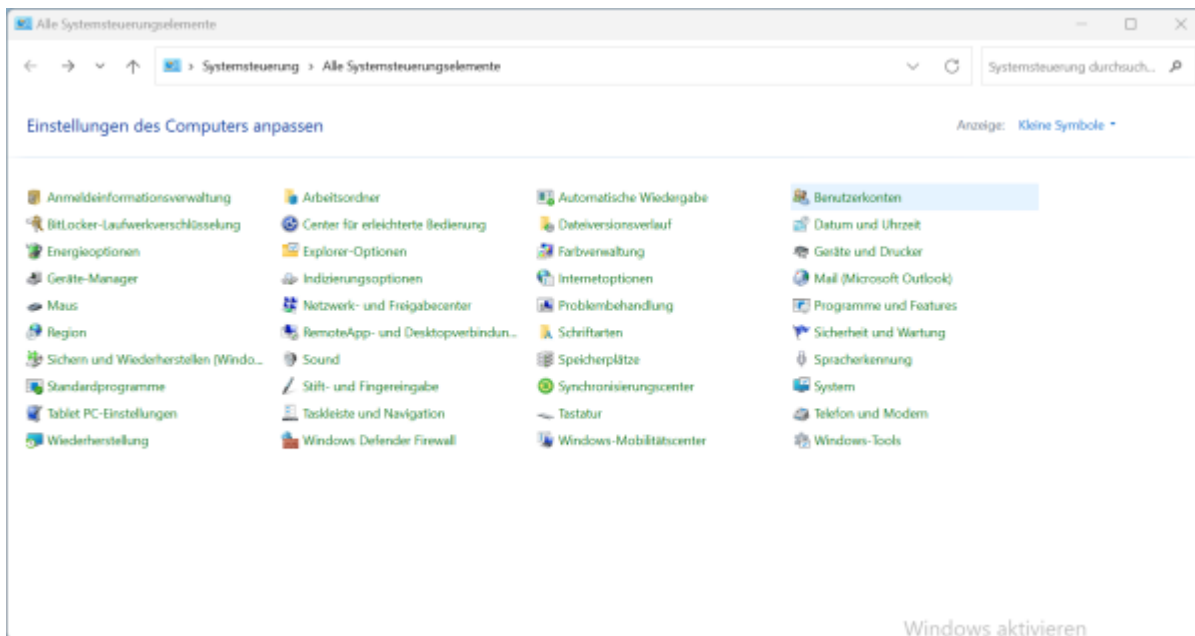 Alle Systemsteuerungselemente
Systemsteuerung › Alle Systemsteuerungselemente
Systemsteuerung durchsuch...
Einstellungen des Computers anpassen
Anzeige: Kleine Symbole
Anmeldeinformationsverwaltung Arbeitsordner Automatische Wiedergabe Benutzerkonten
BitLocker-Laufwerkverschlüsselung Center für erleichterte Bedienung Dateiversionsverlauf Datum und Uhrzeit
Energieoptionen Explorer-Optionen Farbverwaltung Geräte und Drucker
Geräte-Manager Indizierungsoptionen Internetoptionen Mail (Microsoft Outlook)
Maus Netzwerk- und Freigabecenter Problembehandlung Programme und Features
Region RemoteApp- und Desktopverbindun... Schriftarten Sicherheit und Wartung
Sichern und Wiederherstellen (Windo... Sound Speicherplätze Spracherkennung
Standardprogramme Stift- und Fingereingabe Synchronisierungscenter System
Tablet PC-Einstellungen Taskleiste und Navigation Tastatur Telefon und Modem
Wiederherstellung Windows Defender Firewall Windows-Mobilitätscenter Windows-Tools
Windows aktivieren